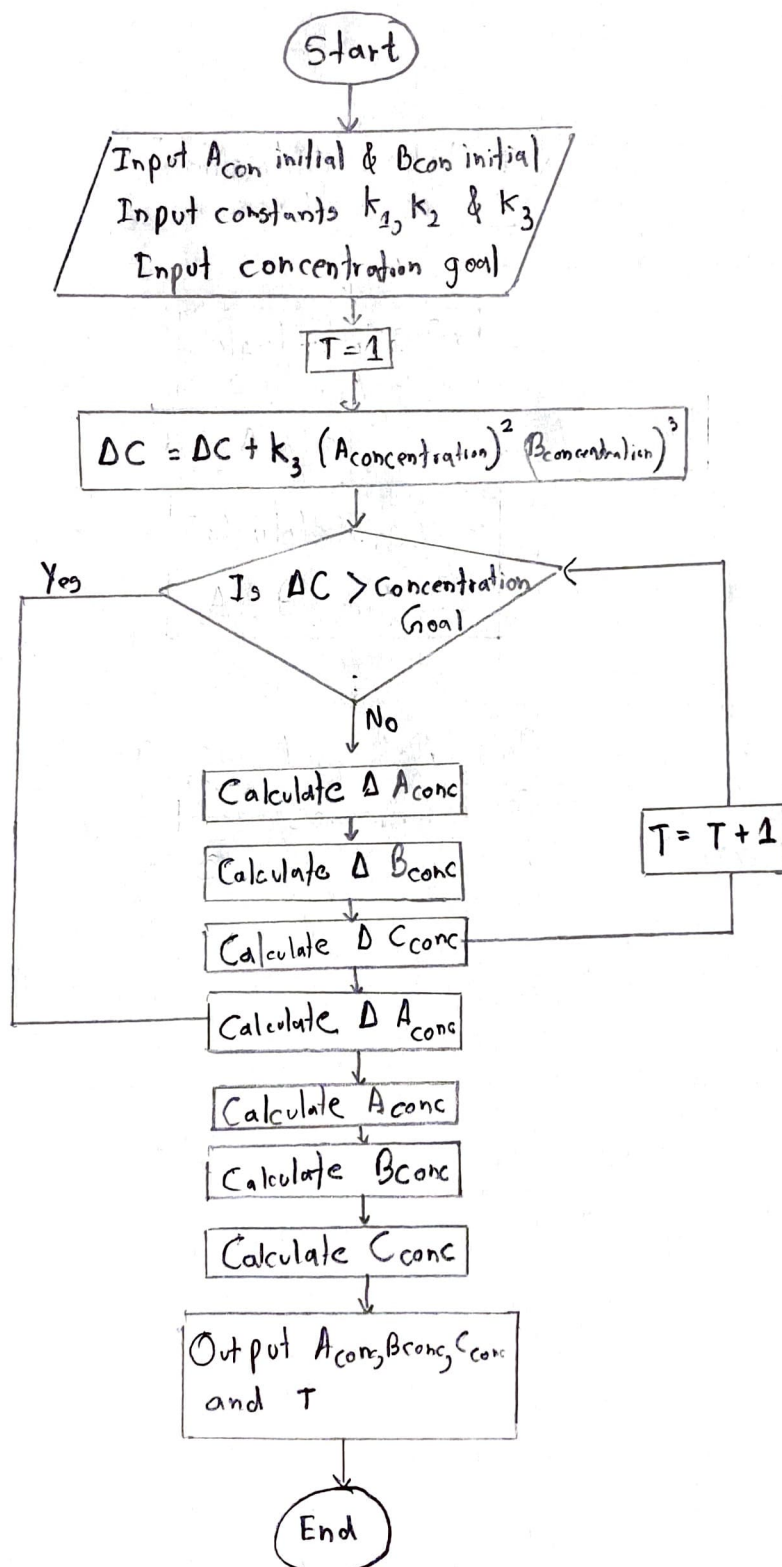 Start
Input Acon initial & Bcon initial
Input constants k1, k2 & k3
Input concentration goal
T = 1
ΔC = ΔC + k3 (Aconcentration)² (Bconcentration)³
Yes
Is ΔC > Concentration
Goal
No
Calculate Δ Aconc
T = T + 1
Calculate Δ Bconc
Calculate Δ Cconc
Calculate Δ Aconc
Calculate Aconc
Calculate Bconc
Calculate Cconc
Output Aconc, Bconc, Cconc
and T
End